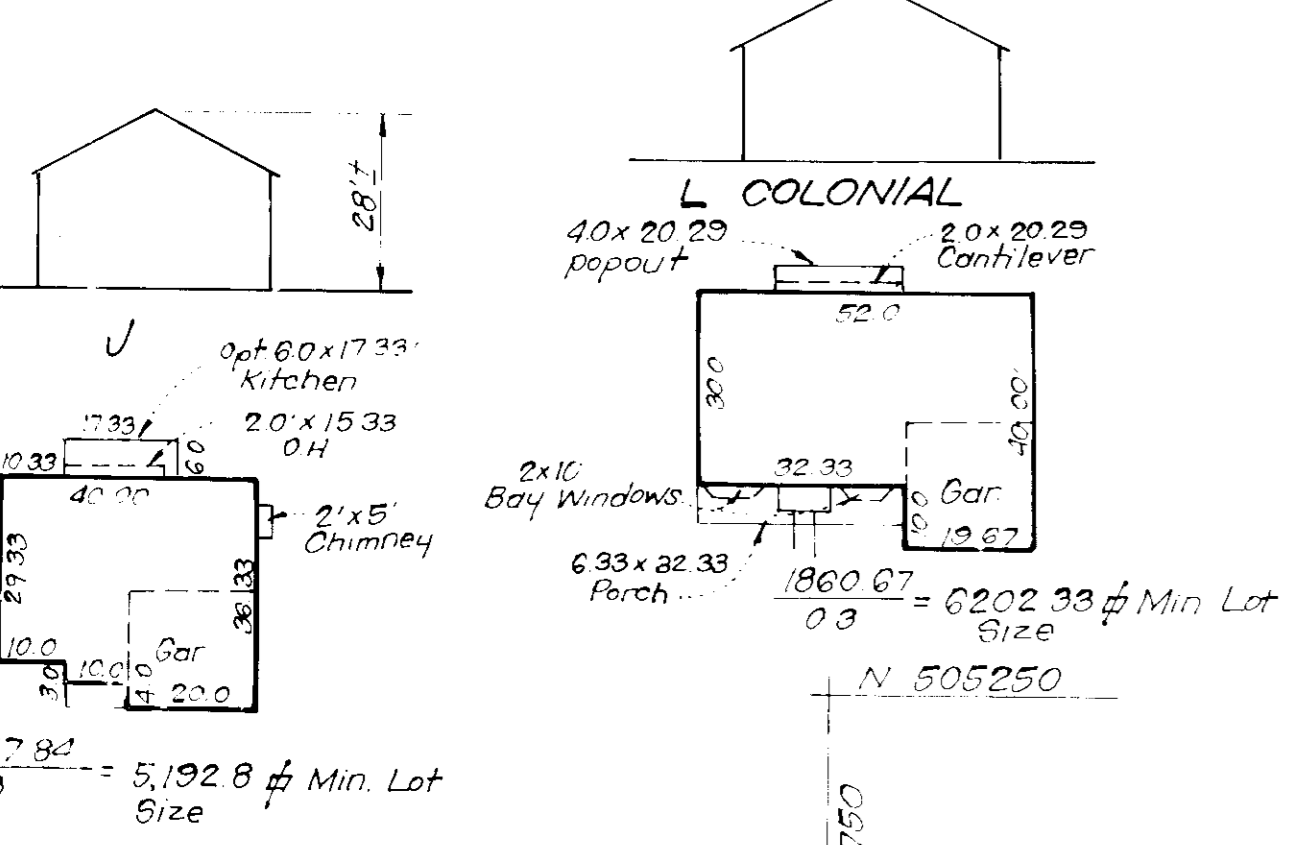 28'±
J
Opt. 6.0 x 17.33'
Kitchen
17.33
2.0' x 15.33
O.H
6.0
10.33
40.00
2' x 5'
Chimney
29.33
36.33
10.0
3.0
10.0
4.0
Gar
20.0
7.84
= 5,192.8 ⏍ Min. Lot
Size
L COLONIAL
4.0 x 20.29
popout
2.0 x 20.29
Cantilever
52.0
30.0
40.00'
32.33
2x10
Bay Windows
10.0
Gar.
19.67
6.33 x 32.33
Porch
1860.67
0.3
= 6202.33 ⏍ Min Lot
Size
N 505250
750